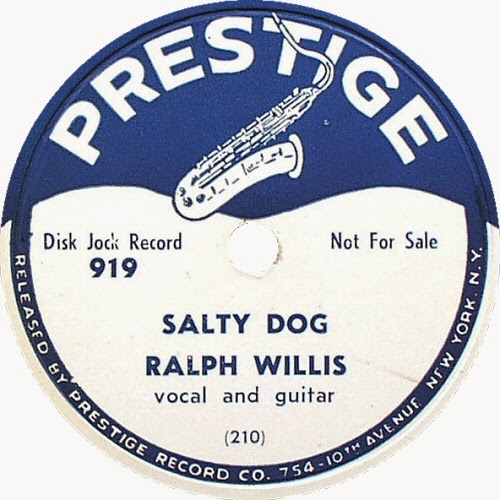 PRESTIGE
Disk Jock Record
Not For Sale
919
SALTY DOG
RALPH WILLIS
vocal and guitar
(210)
RELEASED BY PRESTIGE RECORD CO. 754-10TH AVENUE, NEW YORK, N.Y.